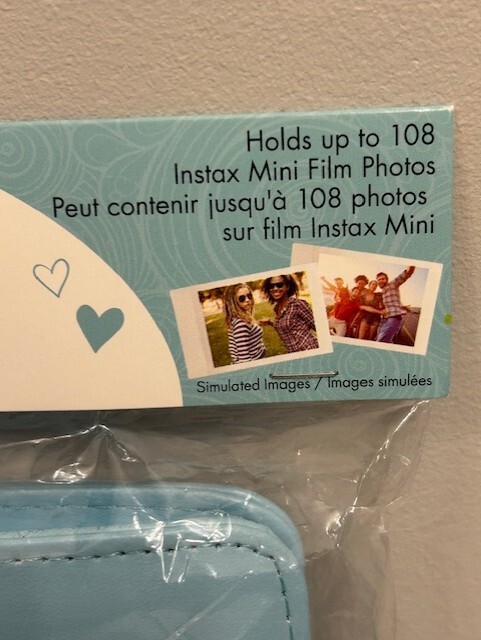 Holds up to 108
Instax Mini Film Photos
Peut contenir jusqu'à 108 photos
sur film Instax Mini
Simulated Images / Images simulées